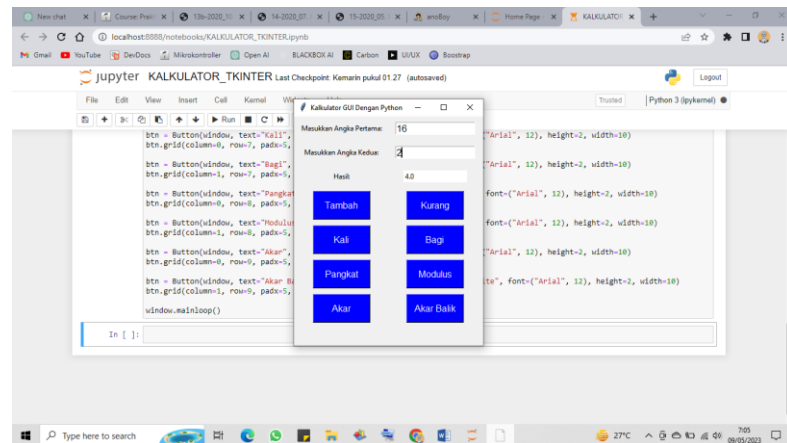 New chat
Course: Prakt
13b-2020_10.
14-2020_07.
15-2020_05.
anoBoy
Home Page
KALKULATOR
localhost:8888/notebooks/KALKULATOR_TKINTER.ipynb
Gmail YouTube DevDocs Mikrokontroller Open AI BLACKBOX AI Carbon UI/UX Boostrap
jupyter KALKULATOR_TKINTER Last Checkpoint: Kemarin pukul 01.27 (autosaved)
Logout
File Edit View Insert Cell Kernel
Trusted Python 3 (ipykernel)
Run
Kalkulator GUI Dengan Python
Masukkan Angka Pertama: 16
Masukkan Angka Kedua: 2
Hasil: 4.0
Tambah Kurang
Kali Bagi
Pangkat Modulus
Akar Akar Balik
btn = Button(window, text="Kali",
"Arial", 12), height=2, width=10)
btn.grid(column=0, row=7, padx=5,
btn = Button(window, text="Bagi",
"Arial", 12), height=2, width=10)
btn.grid(column=1, row=7, padx=5,
btn = Button(window, text="Pangka
font=("Arial", 12), height=2, width=10)
btn.grid(column=0, row=8, padx=5,
btn = Button(window, text="Modulu
font=("Arial", 12), height=2, width=10)
btn.grid(column=1, row=8, padx=5,
btn = Button(window, text="Akar",
"Arial", 12), height=2, width=10)
btn.grid(column=0, row=9, padx=5,
btn = Button(window, text="Akar B
te", font=("Arial", 12), height=2, width=10)
btn.grid(column=1, row=9, padx=5,
window.mainloop()
In [ ]:
Type here to search
27°C
7:05
09/05/2023